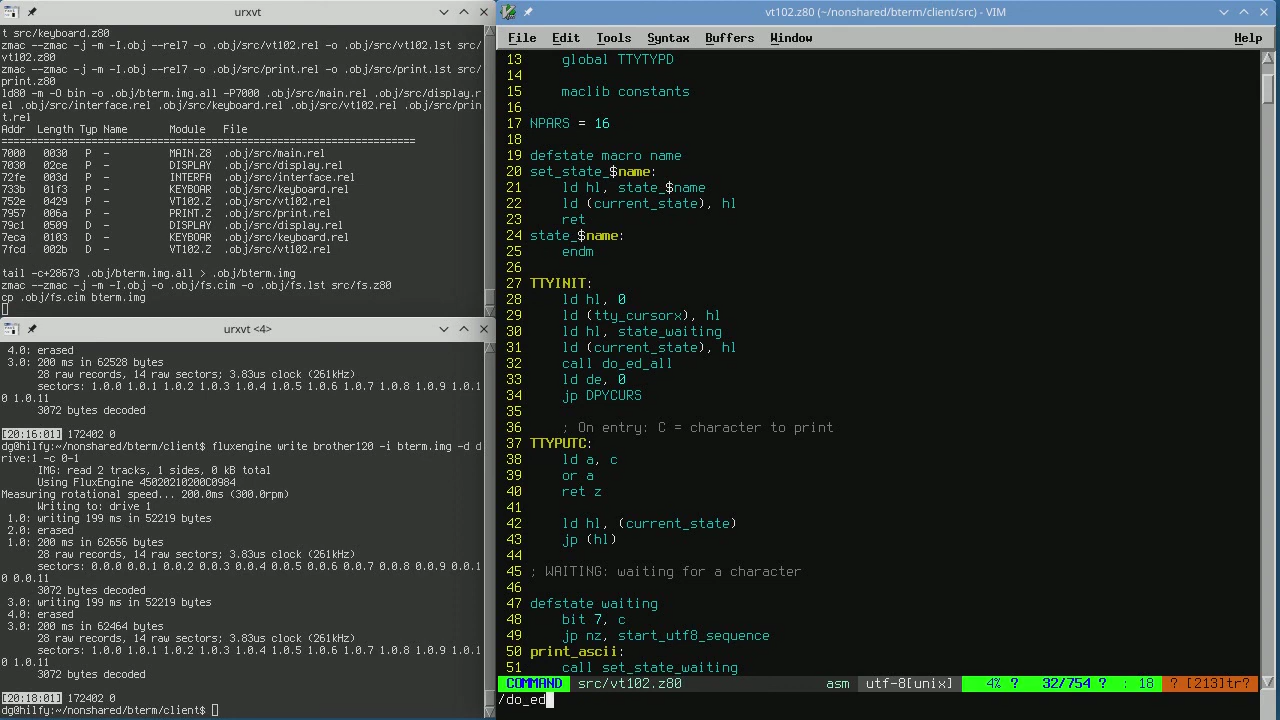 urxvt
t src/keyboard.z80
zmac --zmac -j -m -I.obj --rel7 -o .obj/src/vt102.rel -o .obj/src/vt102.lst src/
vt102.z80
zmac --zmac -j -m -I.obj --rel7 -o .obj/src/print.rel -o .obj/src/print.lst src/
print.z80
ld80 -m -O bin -o .obj/bterm.img.all -P7000 .obj/src/main.rel .obj/src/display.r
el .obj/src/interface.rel .obj/src/keyboard.rel .obj/src/vt102.rel .obj/src/prin
t.rel
Addr Length Typ Name Module File
7000 0030 P - MAIN.Z8 .obj/src/main.rel
7030 02ce P - DISPLAY .obj/src/display.rel
72fe 003d P - INTERFA .obj/src/interface.rel
733b 01f3 P - KEYBOAR .obj/src/keyboard.rel
752e 0429 P - VT102.Z .obj/src/vt102.rel
7957 006a P - PRINT.Z .obj/src/print.rel
79c1 0509 D - DISPLAY .obj/src/display.rel
7eca 0103 D - KEYBOAR .obj/src/keyboard.rel
7fcd 002b D - VT102.Z .obj/src/vt102.rel
tail -c+28673 .obj/bterm.img.all > .obj/bterm.img
zmac --zmac -j -m -o .obj/fs.cim -o .obj/fs.lst src/fs.z80
cp .obj/fs.cim bterm.img
urxvt <4>
4.0: erased
3.0: 200 ms in 62528 bytes
28 raw records, 14 raw sectors; 3.83us clock (261kHz)
sectors: 1.0.0 1.0.1 1.0.2 1.0.3 1.0.4 1.0.5 1.0.6 1.0.7 1.0.8 1.0.9 1.0.1
0 1.0.11
3072 bytes decoded
[20:16:01] 172402 0
dg@hilfy:~/nonshared/bterm/client$ fluxengine write brother120 -i bterm.img -d d
rive:1 -c 0-1
IMG: read 2 tracks, 1 sides, 0 kB total
Using FluxEngine 45020210200C0984
Measuring rotational speed... 200.0ms (300.0rpm)
Writing to: drive 1
1.0: writing 199 ms in 52219 bytes
2.0: erased
1.0: 200 ms in 62656 bytes
28 raw records, 14 raw sectors; 3.83us clock (261kHz)
sectors: 0.0.0 0.0.1 0.0.2 0.0.3 0.0.4 0.0.5 0.0.6 0.0.7 0.0.8 0.0.9 0.0.1
0 0.0.11
3072 bytes decoded
3.0: writing 199 ms in 52219 bytes
4.0: erased
3.0: 200 ms in 62464 bytes
28 raw records, 14 raw sectors; 3.83us clock (261kHz)
sectors: 1.0.0 1.0.1 1.0.2 1.0.3 1.0.4 1.0.5 1.0.6 1.0.7 1.0.8 1.0.9 1.0.1
0 1.0.11
3072 bytes decoded
[20:18:01] 172402 0
dg@hilfy:~/nonshared/bterm/client$
vt102.z80 (~/nonshared/bterm/client/src) - VIM
File Edit Tools Syntax Buffers Window Help
13 global TTYTYPD
14
15 maclib constants
16
17 NPARS = 16
18
19 defstate macro name
20 set_state_$name:
21 ld hl, state_$name
22 ld (current_state), hl
23 ret
24 state_$name:
25 endm
26
27 TTYINIT:
28 ld hl, 0
29 ld (tty_cursorx), hl
30 ld hl, state_waiting
31 ld (current_state), hl
32 call do_ed_all
33 ld de, 0
34 jp DPYCURS
35
36 ; On entry: C = character to print
37 TTYPUTC:
38 ld a, c
39 or a
40 ret z
41
42 ld hl, (current_state)
43 jp (hl)
44
45 ; WAITING: waiting for a character
46
47 defstate waiting
48 bit 7, c
49 jp nz, start_utf8_sequence
50 print_ascii:
51 call set_state_waiting
COMMAND src/vt102.z80 asm utf-8[unix] 4% ? 32/754 ? : 18 ? [213]tr?
/do_ed